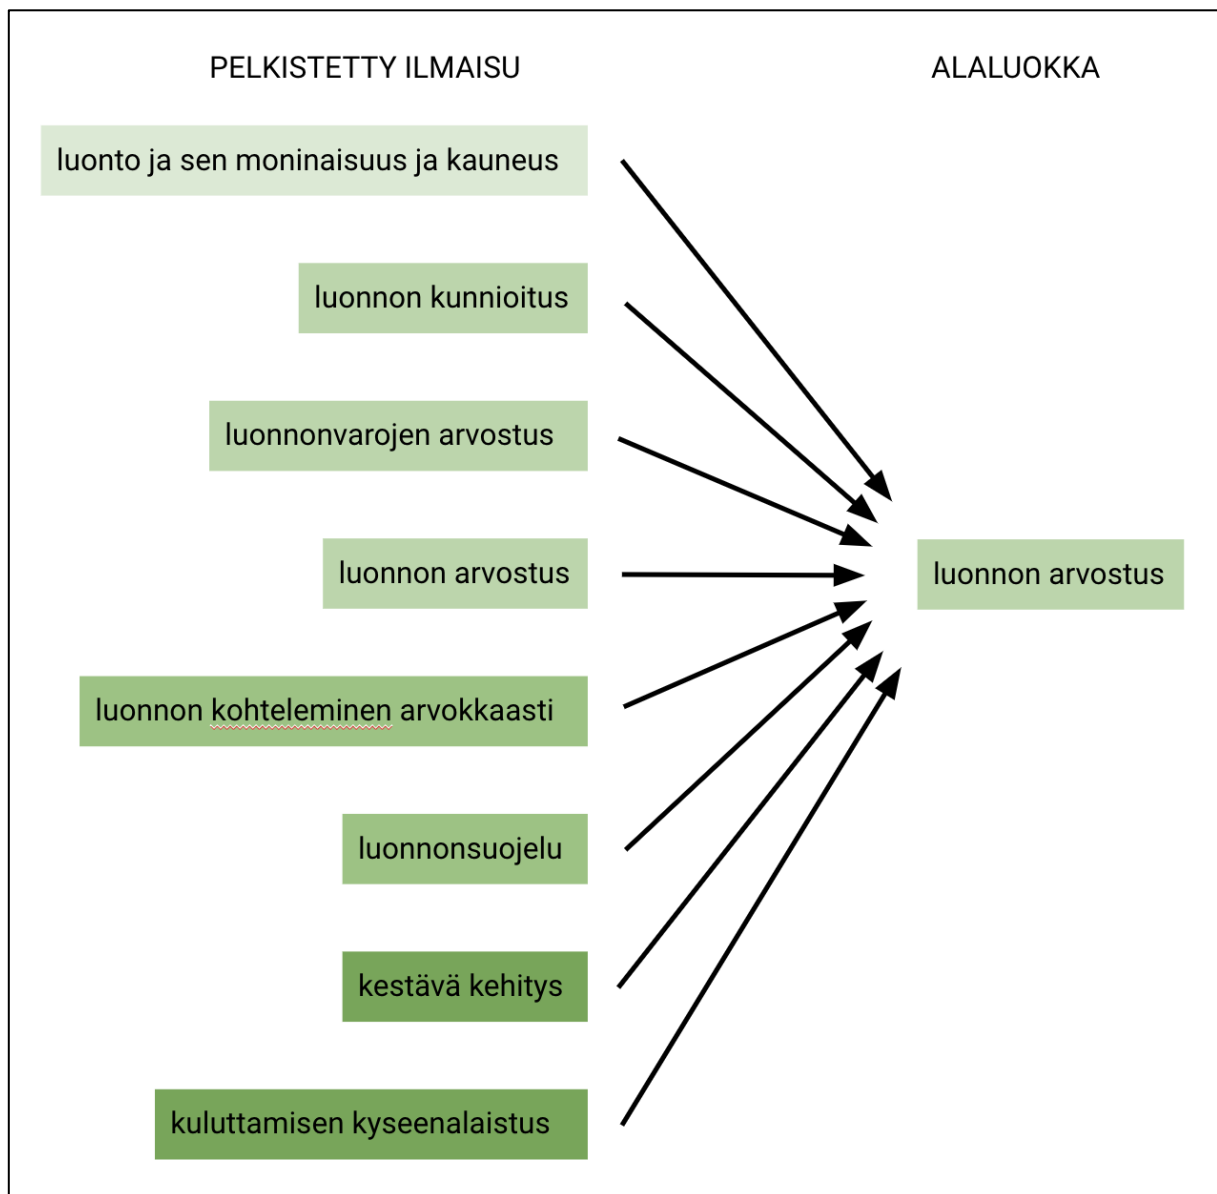 PELKISTETTY ILMAISU
ALALUOKKA
luonto ja sen moninaisuus ja kauneus
luonnon kunnioitus
luonnonvarojen arvostus
luonnon arvostus
luonnon arvostus
luonnon kohteleminen arvokkaasti
luonnonsuojelu
kestävä kehitys
kuluttamisen kyseenalaistus